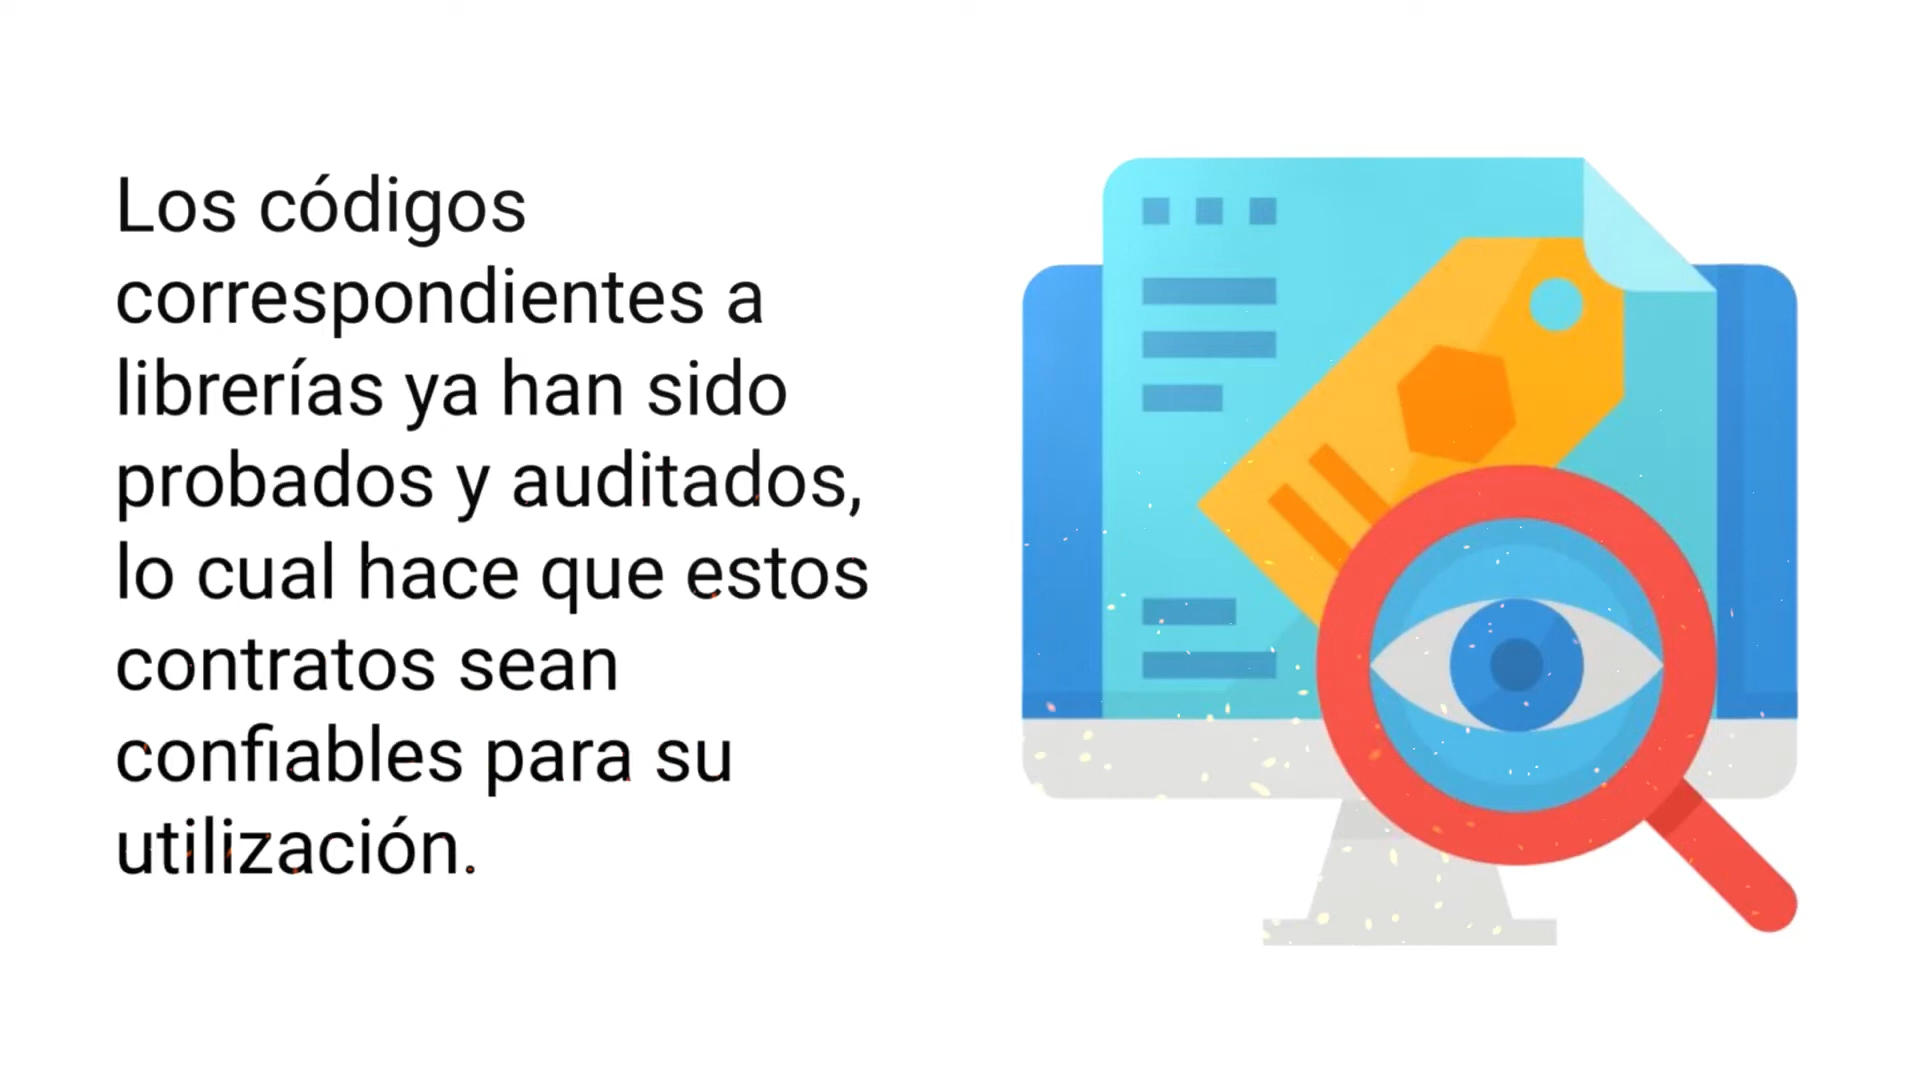 Los códigos
correspondientes a
librerías ya han sido
probados y auditados,
lo cual hace que estos
contratos sean
confiables para su
utilización.